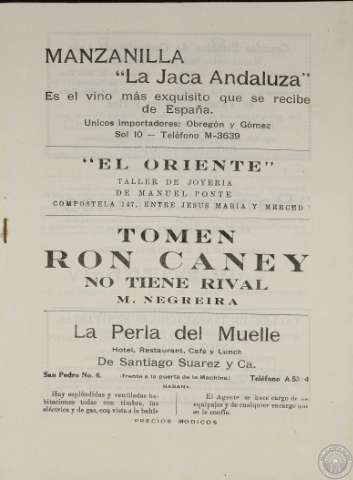 MANZANILLA
"La Jaca Andaluza"
Es el vino más exquisito que se recibe
de España.
Unicos importadores: Obregón y Gómez
Sol 10 — Teléfono M-3639
"EL ORIENTE"
TALLER DE JOYERIA
DE MANUEL PONTE
COMPOSTELA 147, ENTRE JESUS MARIA Y MERCED
TOMEN
RON CANEY
NO TIENE RIVAL
M. NEGREIRA
La Perla del Muelle
Hotel, Restaurant, Café y Lunch
De Santiago Suarez y Ca.
San Pedro No. 6. (Frente a la puerta de la Machina) Teléfono
HABANA.
Hay espléndidas y ventiladas ha-
bitaciones todas con timbre, luz
eléctrica y de gas, con vista a la bahía
El Agente se hace cargo de
equipajes y de cualquier encargo que
se le confíe.
PRECIOS MODICOS